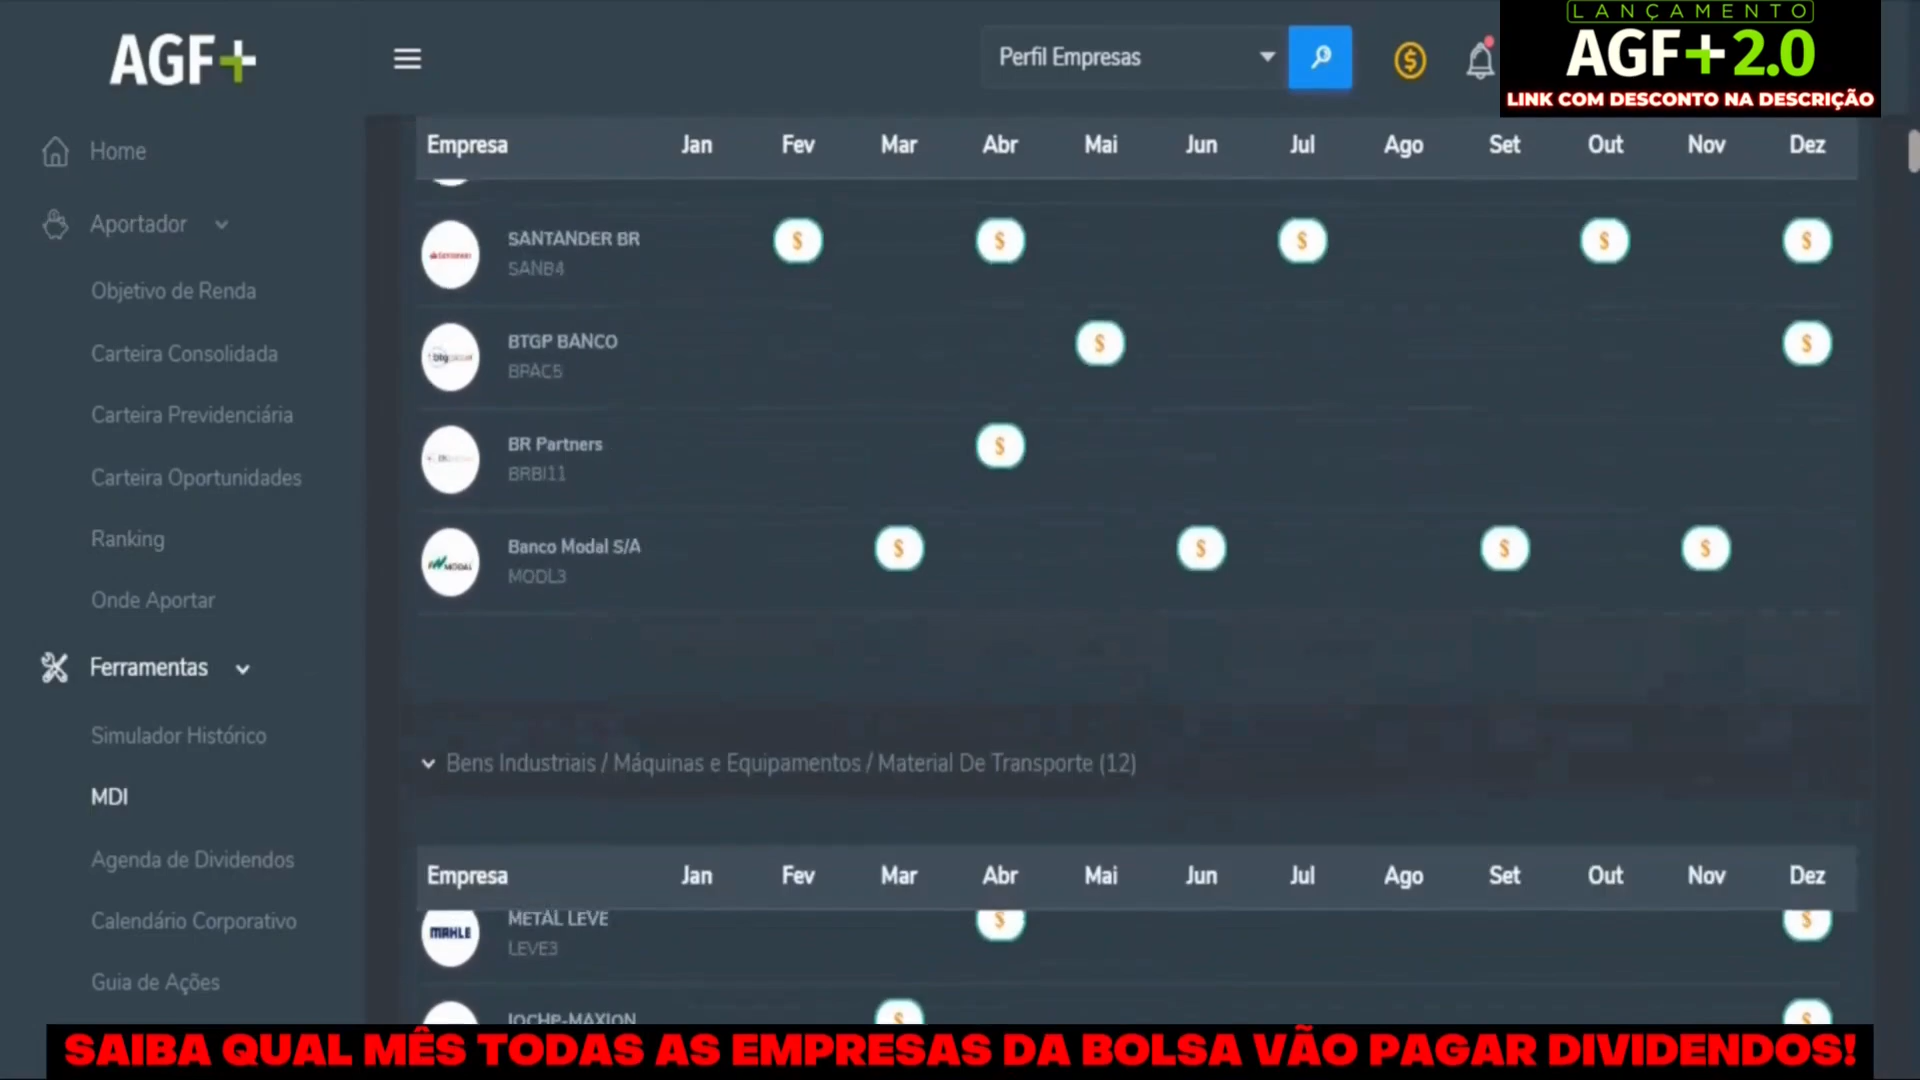 AGF+
Perfil Empresas
LANÇAMENTO
AGF+2.0
LINK COM DESCONTO NA DESCRIÇÃO
Home
Aportador
Objetivo de Renda
Carteira Consolidada
Carteira Previdenciária
Carteira Oportunidades
Ranking
Onde Aportar
Ferramentas
Simulador Histórico
MDI
Agenda de Dividendos
Calendário Corporativo
Guia de Ações
Empresa Jan Fev Mar Abr Mai Jun Jul Ago Set Out Nov Dez
SANTANDER BR $ $ $ $ $
SANB4
BTGP BANCO $ $
BPAC5
BR Partners $
BRBI11
Banco Modal S/A $ $ $ $
MODAL
MODL3
Bens Industriais / Máquinas e Equipamentos / Material De Transporte (12)
Empresa Jan Fev Mar Abr Mai Jun Jul Ago Set Out Nov Dez
METAL LEVE $ $
MAHLE
LEVE3
IOCHP-MAXION $ $
SAIBA QUAL MÊS TODAS AS EMPRESAS DA BOLSA VÃO PAGAR DIVIDENDOS!